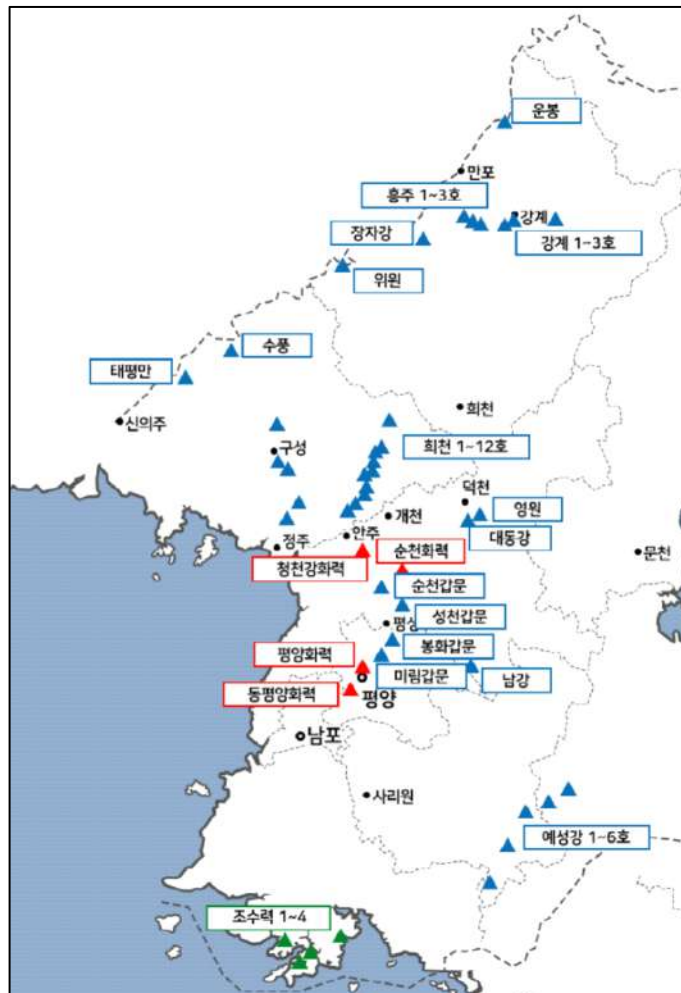 운봉
만포
흥주 1~3호
강계
장자강
강계 1~3호
위원
수풍
태평만
신의주
희천
구성
희천 1~12호
덕천
영원
개천
안주
대동강
정주
순천화력
청천강화력
문천
순천갑문
성천갑문
평성
봉화갑문
평양화력
미림갑문
남강
동평양화력
평양
남포
사리원
예성강 1~6호
조수력 1~4